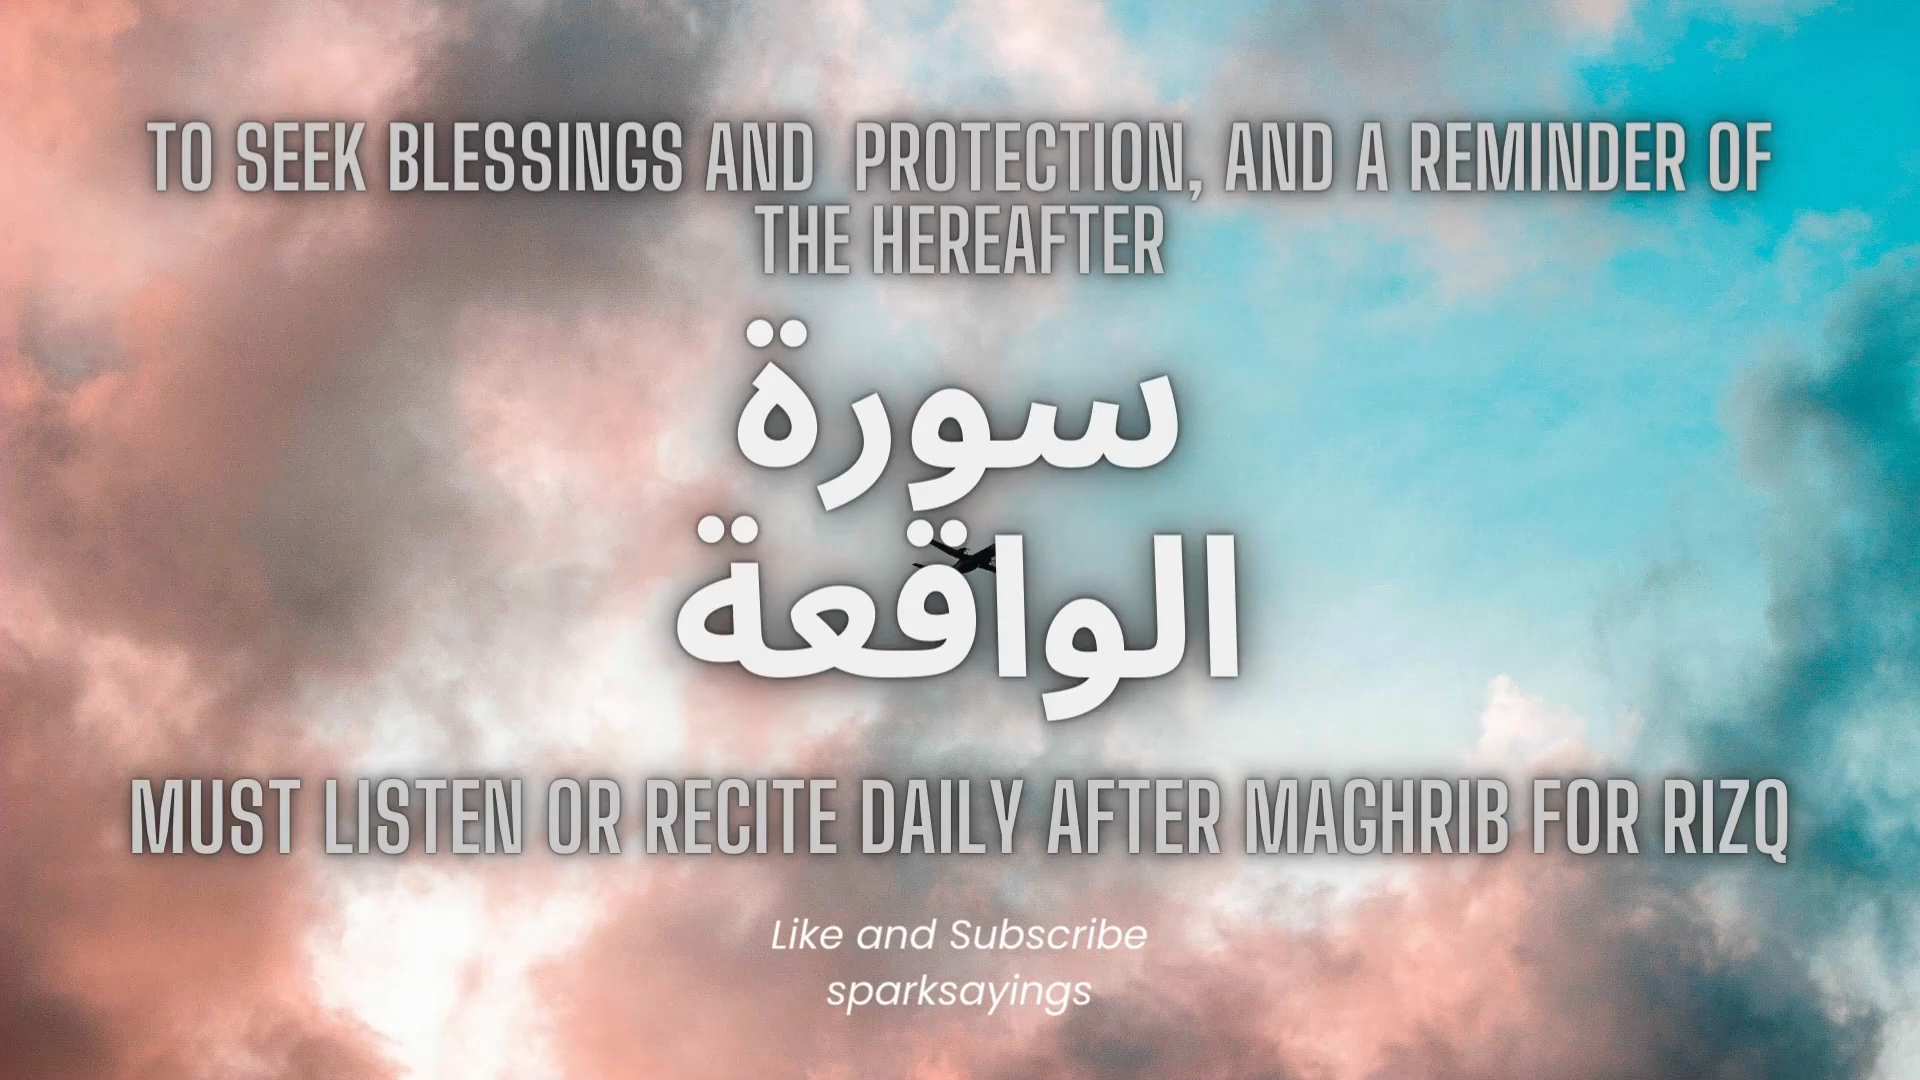 TO SEEK BLESSINGS AND PROTECTION, AND A REMINDER OF
THE HEREAFTER
سورة
الواقعة
MUST LISTEN OR RECITE DAILY AFTER MAGHRIB FOR RIZQ
Like and Subscribe
sparksayings